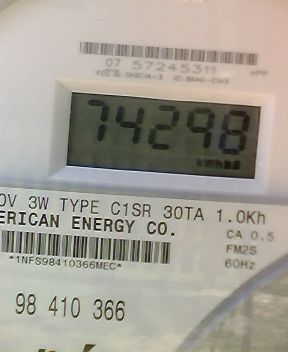 07 57245311
74298
kWh
0V 3W TYPE C1SR 30TA 1.0Kh
ERICAN ENERGY CO.
CA 0.5
FM2S
*1NFS98410366MEC*
60Hz
98 410 366